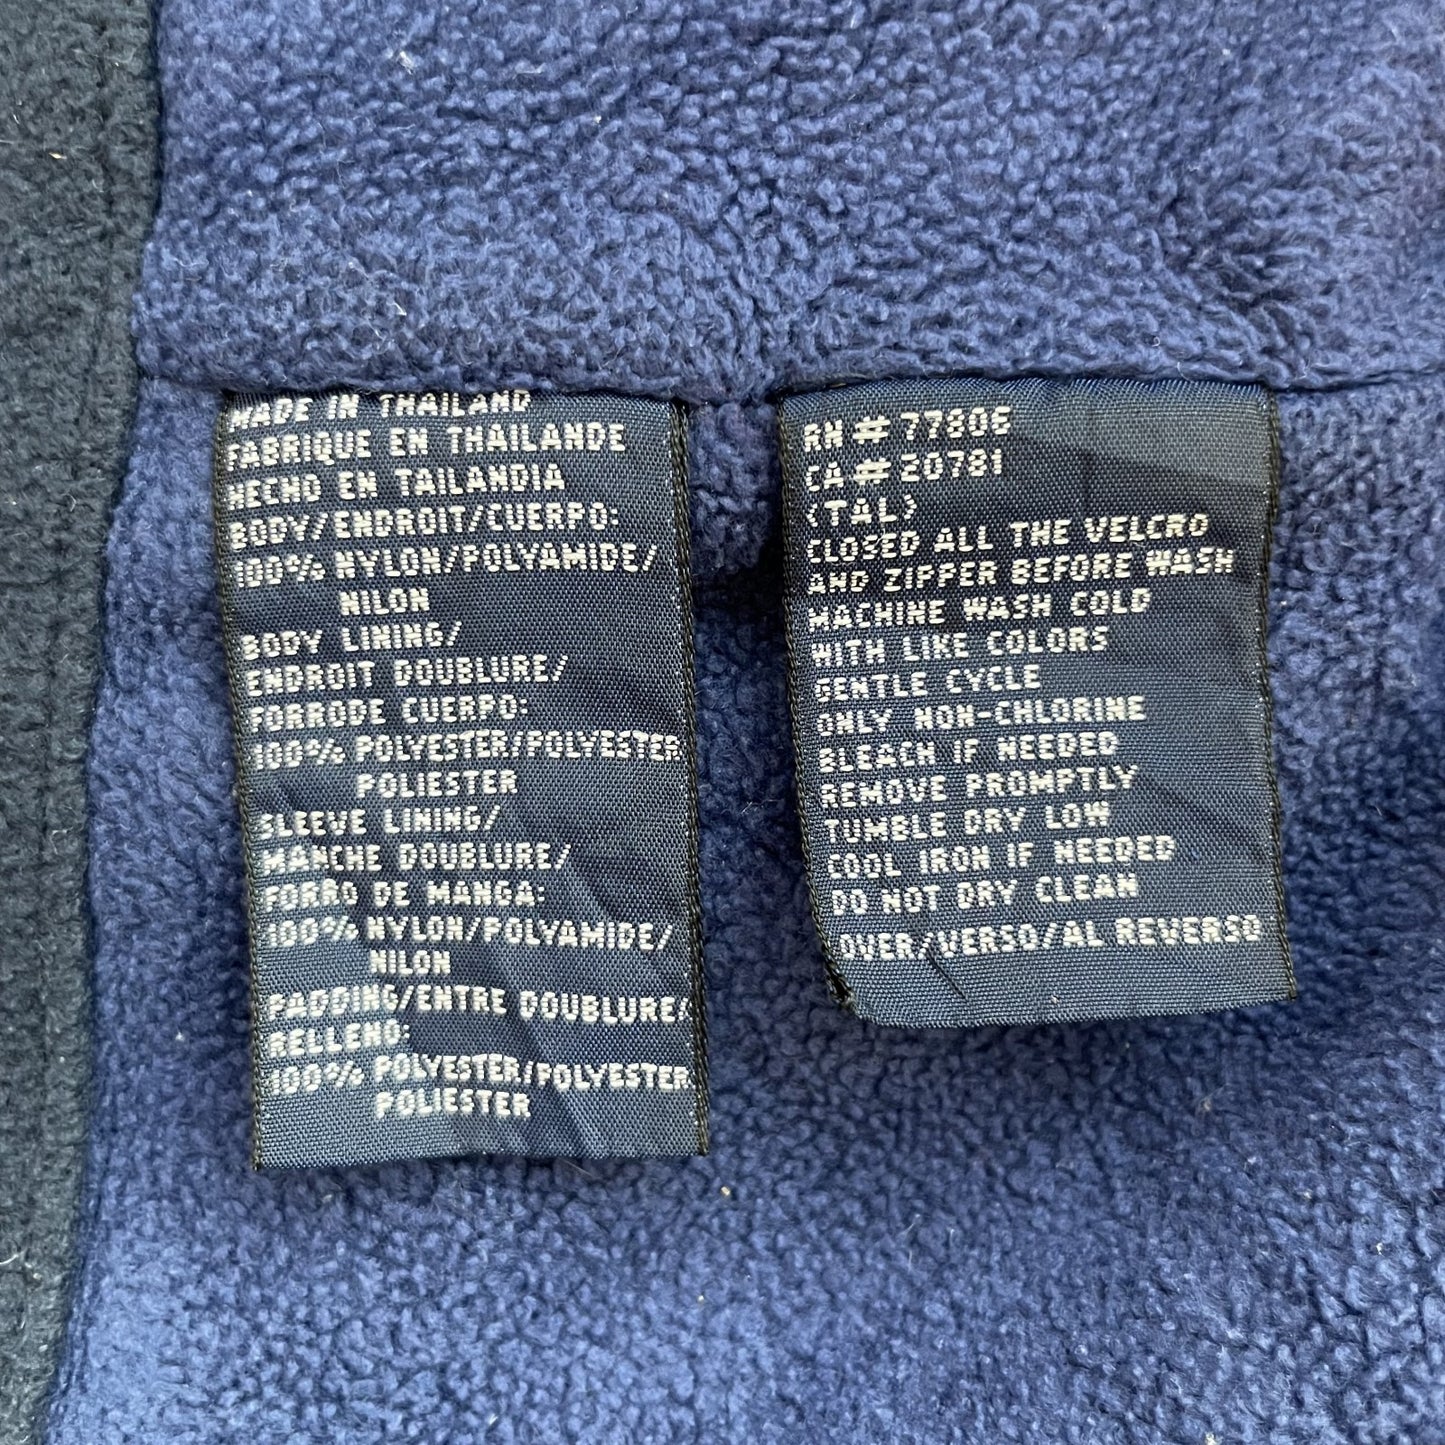 MADE IN THAILAND
FABRIQUE EN THAILANDE
HECHO EN TAILANDIA
BODY/ENDROIT/CUERPO:
100% NYLON/POLYAMIDE/
NILON
BODY LINING/
ENDROIT DOUBLURE/
FORRODE CUERPO:
100% POLYESTER/POLYESTER
POLIESTER
SLEEVE LINING/
MANCHE DOUBLURE/
FORRO DE MANGA:
100% NYLON/POLYAMIDE/
NILON
PADDING/ENTRE DOUBLURE/
RELLENO:
100% POLYESTER/POLYESTER
POLIESTER
RN # 77806
CA # 20781
(TAL)
CLOSED ALL THE VELCRO
AND ZIPPER BEFORE WASH
MACHINE WASH COLD
WITH LIKE COLORS
GENTLE CYCLE
ONLY NON-CHLORINE
BLEACH IF NEEDED
REMOVE PROMPTLY
TUMBLE DRY LOW
COOL IRON IF NEEDED
DO NOT DRY CLEAN
OVER/VERSO/AL REVERSO